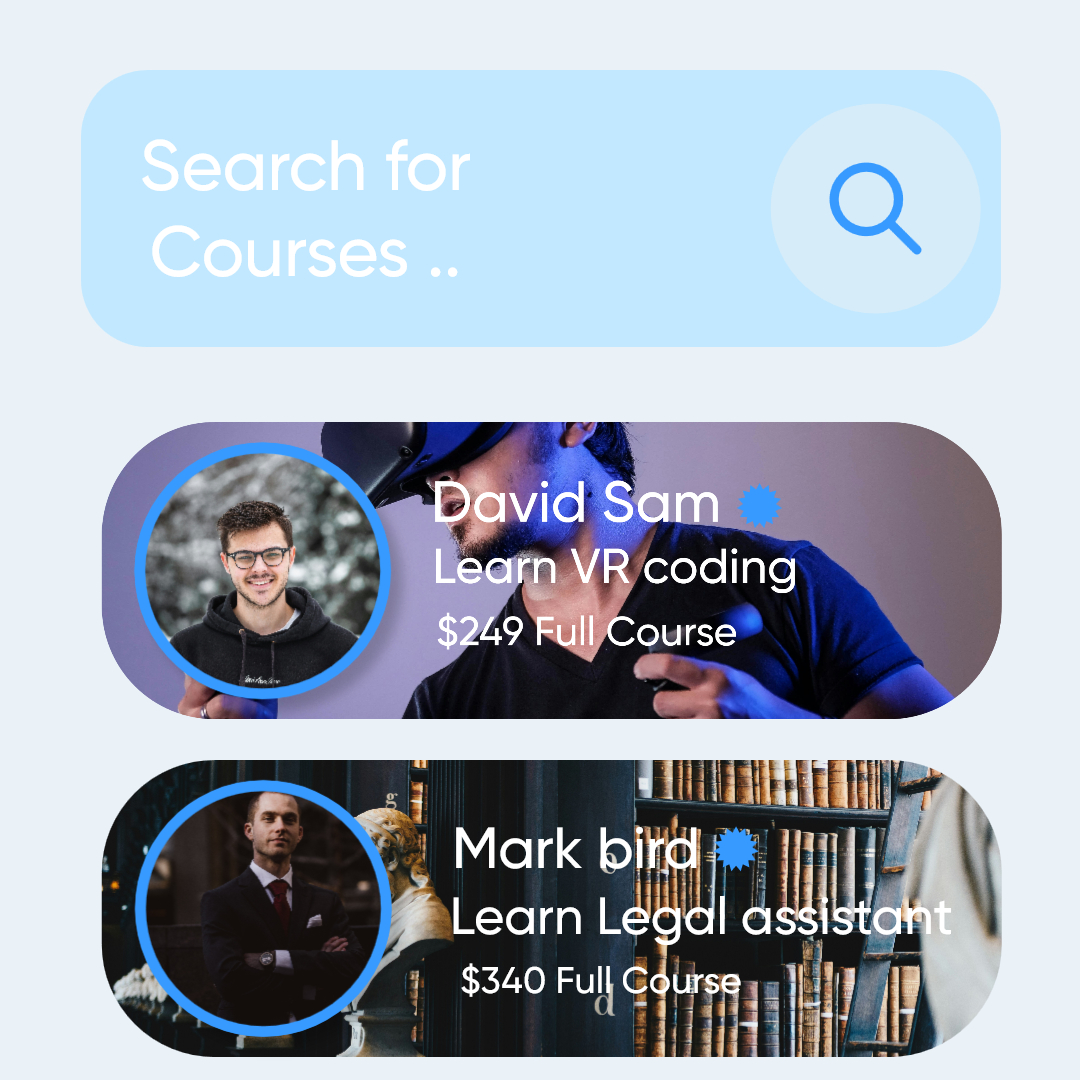 Search for
Courses ..
David Sam
Learn VR coding
$249 Full Course
g
Mark bird
e
Learn Legal assistant
$340 Full Course
d